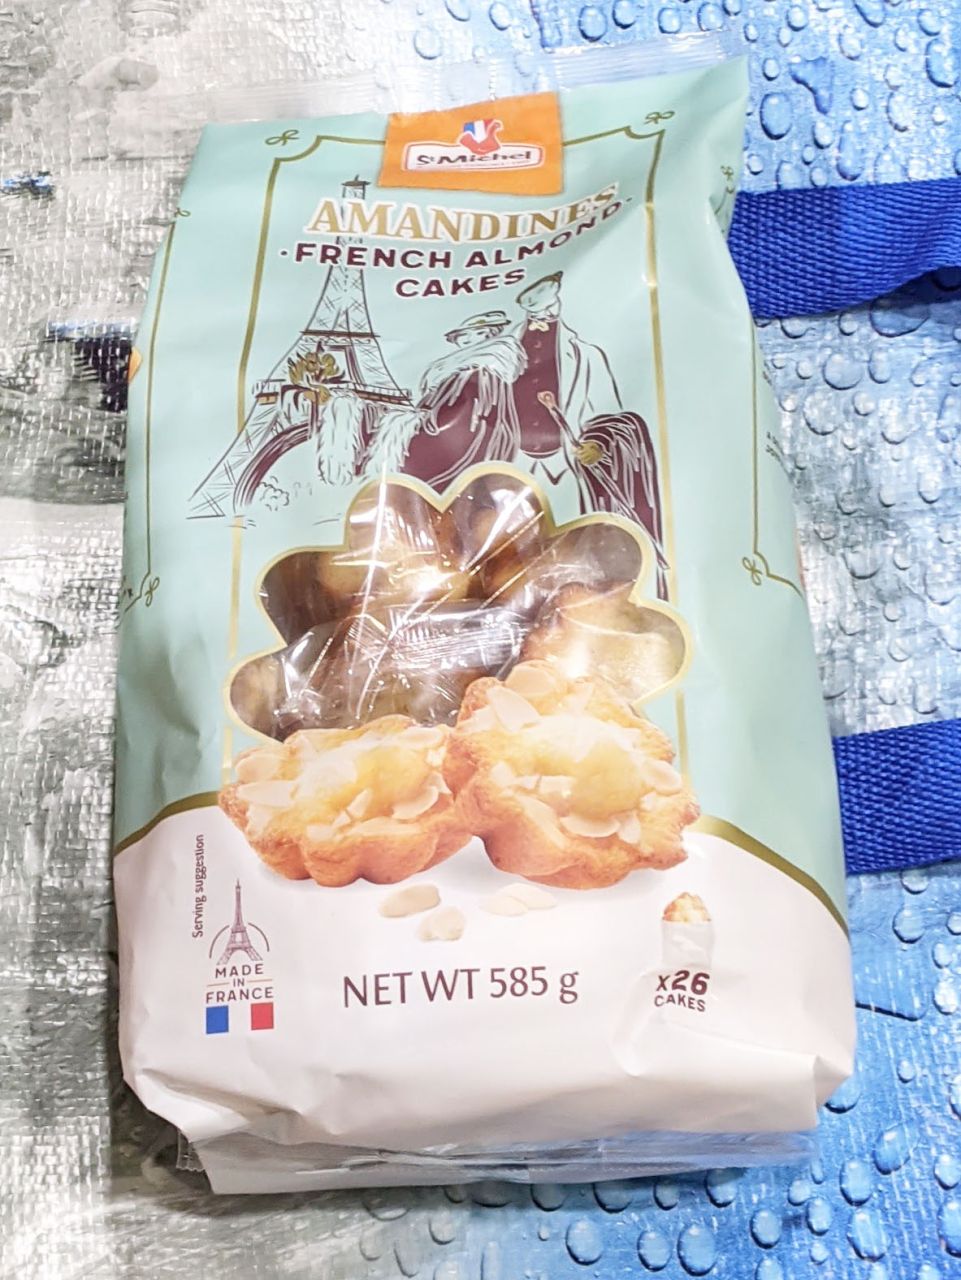 St Michel
AMANDINES
·FRENCH ALMOND·
CAKES
Serving suggestion
MADE
IN
FRANCE
NET WT 585 g
x26
CAKES